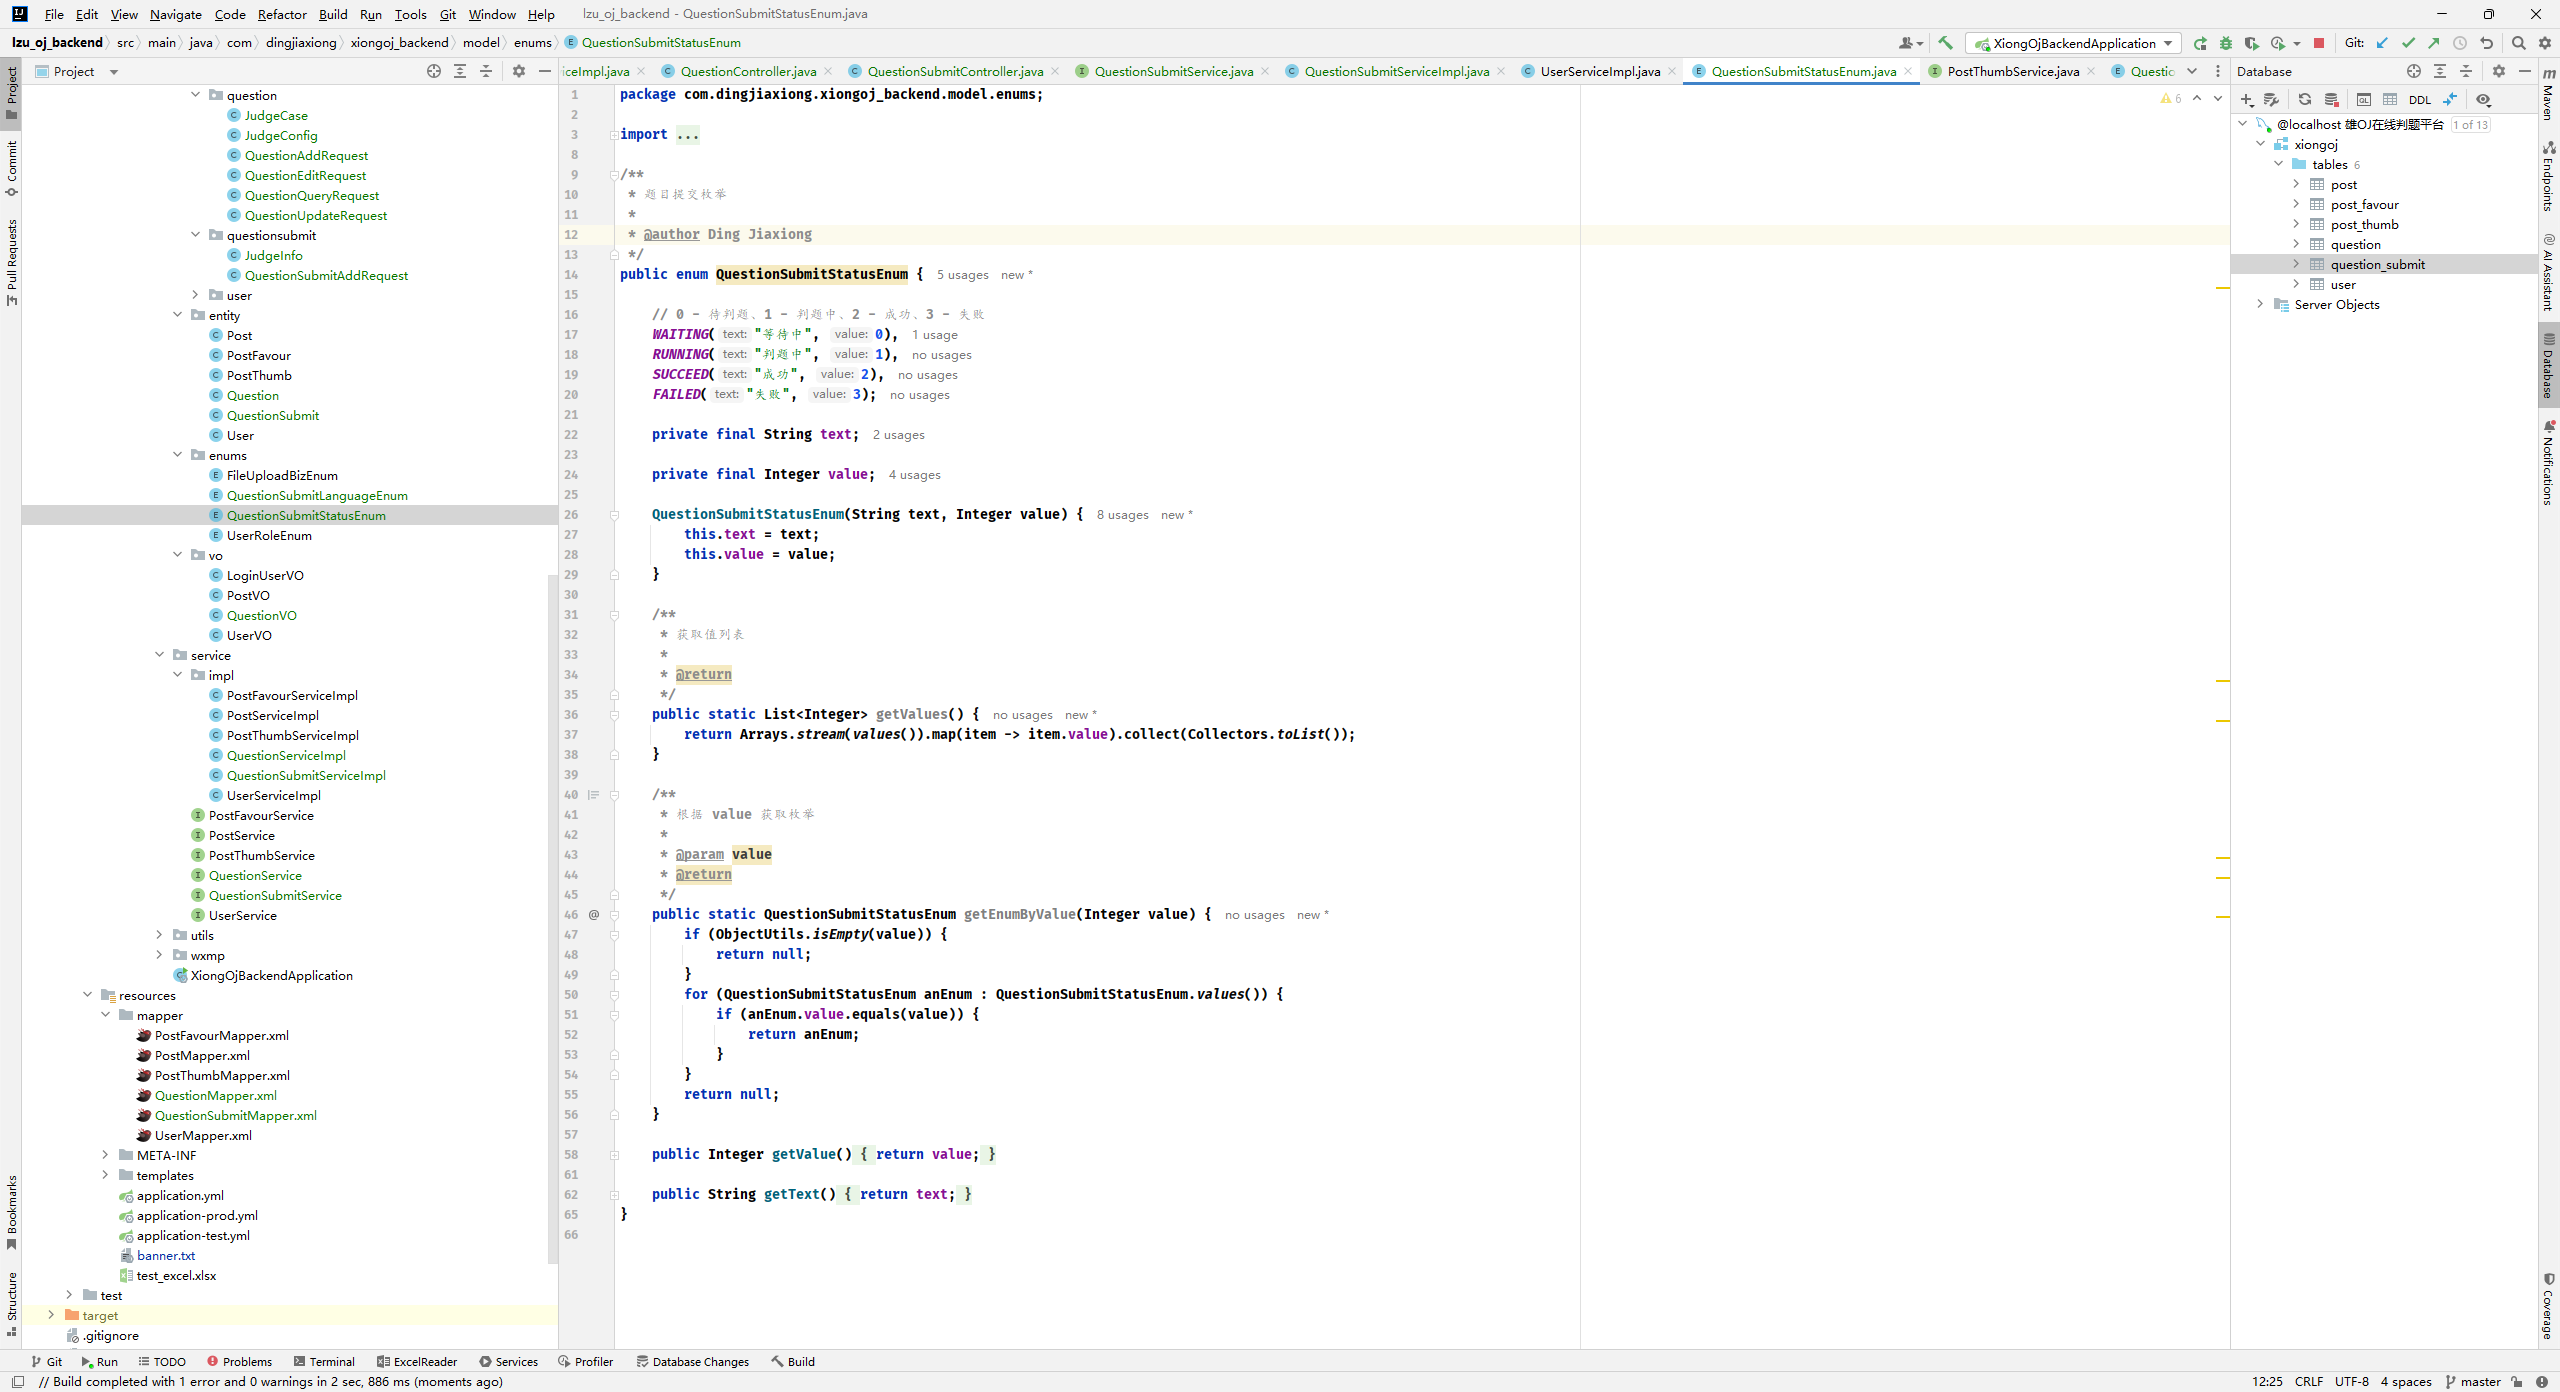 File Edit View Navigate Code Refactor Build Run Tools Git Window Help lzu_oj_backend - QuestionSubmitStatusEnum.java
lzu_oj_backend src main java com dingjiaxiong xiongoj_backend model enums QuestionSubmitStatusEnum
XiongOjBackendApplication Git:
Project
iceImpl.java QuestionController.java QuestionSubmitController.java QuestionSubmitService.java QuestionSubmitServiceImpl.java UserServiceImpl.java QuestionSubmitStatusEnum.java PostThumbService.java Questio
Database
DDL
Project
Commit
Pull Requests
Bookmarks
Structure
question
JudgeCase
JudgeConfig
QuestionAddRequest
QuestionEditRequest
QuestionQueryRequest
QuestionUpdateRequest
questionsubmit
JudgeInfo
QuestionSubmitAddRequest
user
entity
Post
PostFavour
PostThumb
Question
QuestionSubmit
User
enums
FileUploadBizEnum
QuestionSubmitLanguageEnum
QuestionSubmitStatusEnum
UserRoleEnum
vo
LoginUserVO
PostVO
QuestionVO
UserVO
service
impl
PostFavourServiceImpl
PostServiceImpl
PostThumbServiceImpl
QuestionServiceImpl
QuestionSubmitServiceImpl
UserServiceImpl
PostFavourService
PostService
PostThumbService
QuestionService
QuestionSubmitService
UserService
utils
wxmp
XiongOjBackendApplication
resources
mapper
PostFavourMapper.xml
PostMapper.xml
PostThumbMapper.xml
QuestionMapper.xml
QuestionSubmitMapper.xml
UserMapper.xml
META-INF
templates
application.yml
application-prod.yml
application-test.yml
banner.txt
test_excel.xlsx
test
target
.gitignore
6
1 package com.dingjiaxiong.xiongoj_backend.model.enums;
2
3 import ...
8
9 /**
10 * 题目提交枚举
11 *
12 * @author Ding Jiaxiong
13 */
14 public enum QuestionSubmitStatusEnum { 5 usages new *
15
16 // 0 - 待判题、1 - 判题中、2 - 成功、3 - 失败
17 WAITING( text: "等待中", value: 0), 1 usage
18 RUNNING( text: "判题中", value: 1), no usages
19 SUCCEED( text: "成功", value: 2), no usages
20 FAILED( text: "失败", value: 3); no usages
21
22 private final String text; 2 usages
23
24 private final Integer value; 4 usages
25
26 QuestionSubmitStatusEnum(String text, Integer value) { 8 usages new *
27 this.text = text;
28 this.value = value;
29 }
30
31 /**
32 * 获取值列表
33 *
34 * @return
35 */
36 public static List<Integer> getValues() { no usages new *
37 return Arrays.stream(values()).map(item -> item.value).collect(Collectors.toList());
38 }
39
40 /**
41 * 根据 value 获取枚举
42 *
43 * @param value
44 * @return
45 */
46 @ public static QuestionSubmitStatusEnum getEnumByValue(Integer value) { no usages new *
47 if (ObjectUtils.isEmpty(value)) {
48 return null;
49 }
50 for (QuestionSubmitStatusEnum anEnum : QuestionSubmitStatusEnum.values()) {
51 if (anEnum.value.equals(value)) {
52 return anEnum;
53 }
54 }
55 return null;
56 }
57
58 public Integer getValue() { return value; }
61
62 public String getText() { return text; }
65 }
66
@localhost 雄OJ在线判题平台 1 of 13
xiongoj
tables 6
post
post_favour
post_thumb
question
question_submit
user
Server Objects
Maven
Endpoints
AI Assistant
Database
Notifications
Coverage
Git Run TODO Problems Terminal ExcelReader Services Profiler Database Changes Build
// Build completed with 1 error and 0 warnings in 2 sec, 886 ms (moments ago)
12:25 CRLF UTF-8 4 spaces master